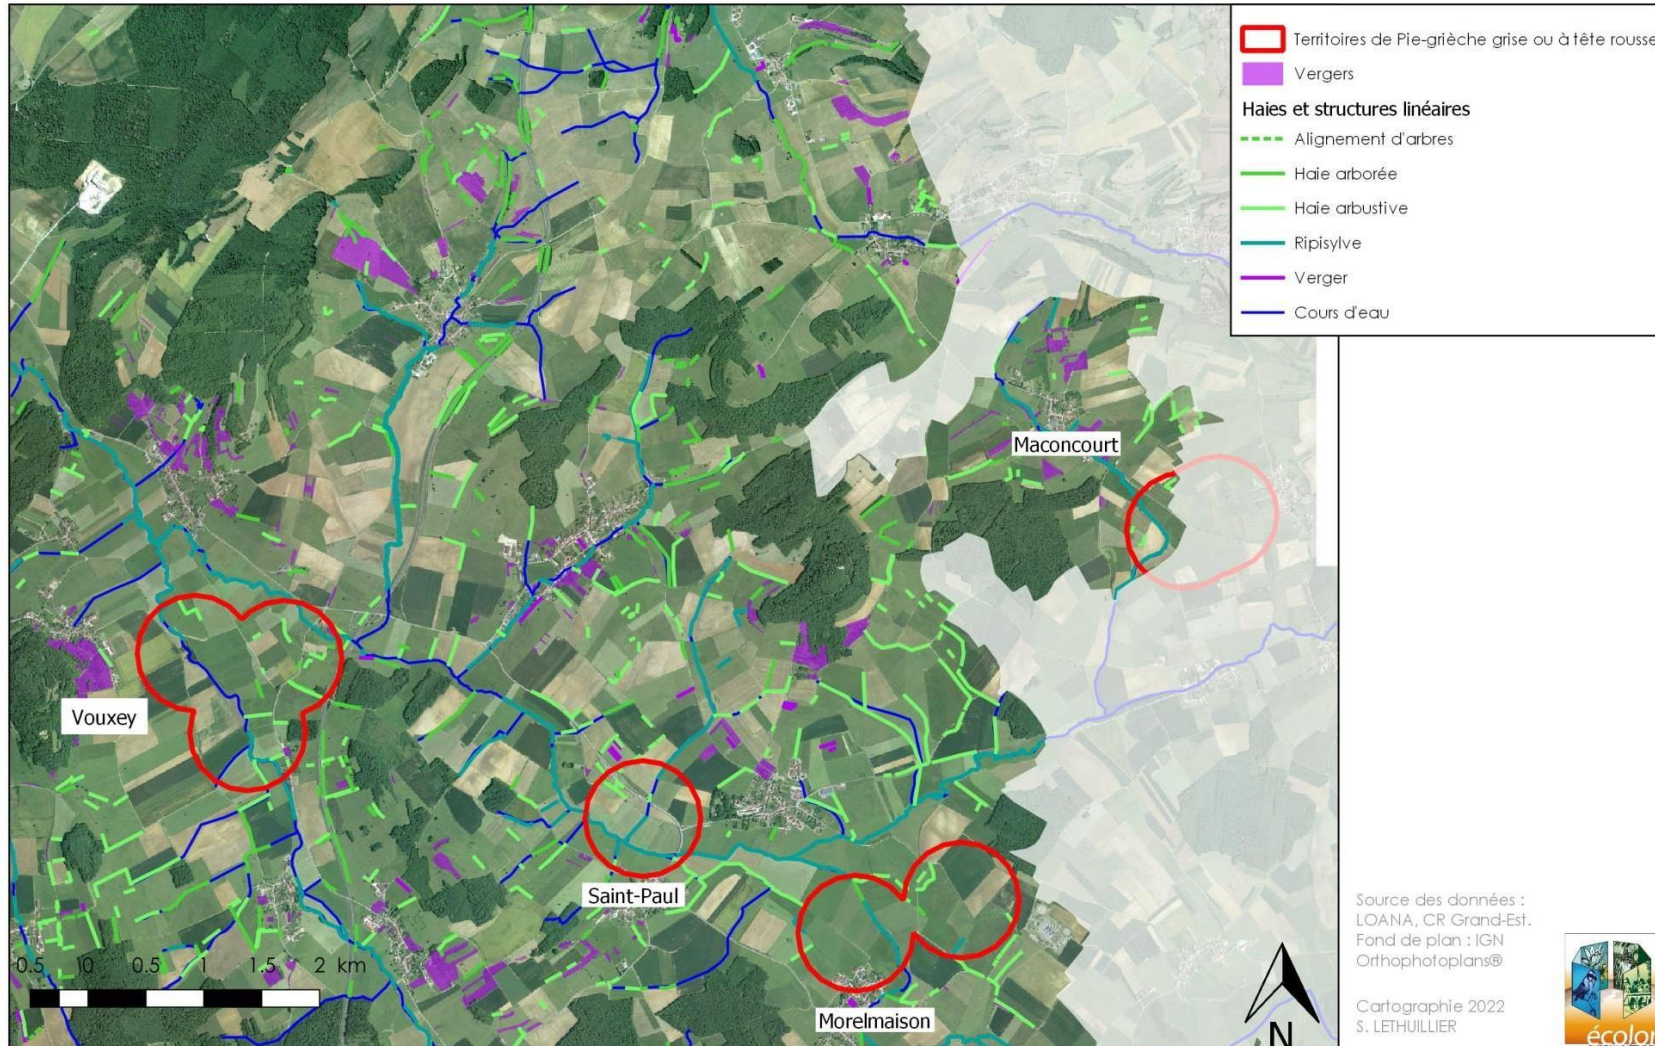 Territoires de Pie-grièche grise ou à tête rousse
Vergers
Haies et structures linéaires
Alignement d'arbres
Haie arborée
Haie arbustive
Ripisylve
Verger
Cours d'eau
Maconcourt
Vouxey
Saint-Paul
Morelmaison
0.5 0 0.5 1 1.5 2 km
N
Source des données :
LOANA, CR Grand-Est.
Fond de plan : IGN
Orthophotoplans®
Cartographie 2022
S. LETHUILLIER
écolor